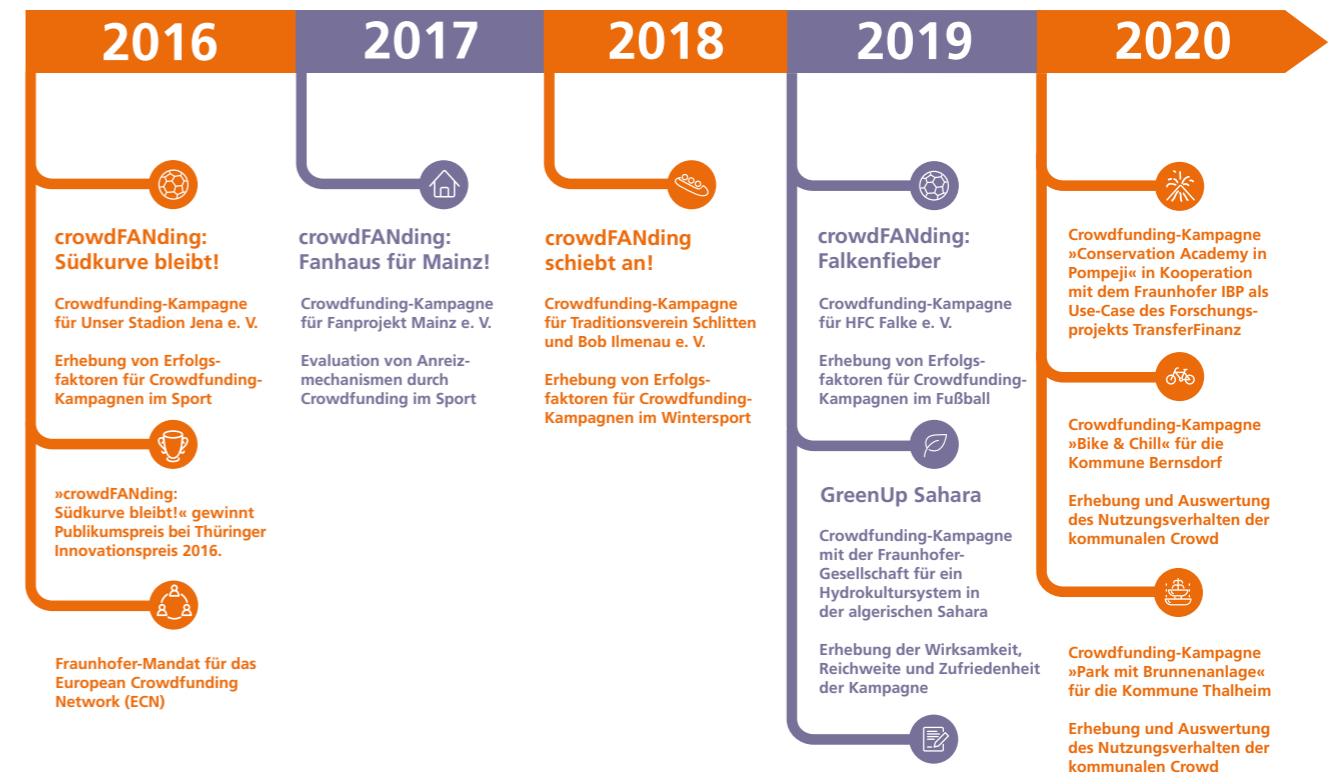 2016
2017
2018
2019
2020
crowdFANding:
Südkurve bleibt!
Crowdfunding-Kampagne
für Unser Stadion Jena e. V.
Erhebung von Erfolgs-
faktoren für Crowdfunding-
Kampagnen im Sport
»crowdFANding:
Südkurve bleibt!« gewinnt
Publikumspreis bei Thüringer
Innovationspreis 2016.
Fraunhofer-Mandat für das
European Crowdfunding
Network (ECN)
crowdFANding:
Fanhaus für Mainz!
Crowdfunding-Kampagne
für Fanprojekt Mainz e. V.
Evaluation von Anreiz-
mechanismen durch
Crowdfunding im Sport
crowdFANding
schiebt an!
Crowdfunding-Kampagne
für Traditionsverein Schlitten
und Bob Ilmenau e. V.
Erhebung von Erfolgs-
faktoren für Crowdfunding-
Kampagnen im Wintersport
crowdFANding:
Falkenfieber
Crowdfunding-Kampagne
für HFC Falke e. V.
Erhebung von Erfolgs-
faktoren für Crowdfunding-
Kampagnen im Fußball
GreenUp Sahara
Crowdfunding-Kampagne
mit der Fraunhofer-
Gesellschaft für ein
Hydrokultursystem in
der algerischen Sahara
Erhebung der Wirksamkeit,
Reichweite und Zufriedenheit
der Kampagne
Crowdfunding-Kampagne
»Conservation Academy in
Pompeji« in Kooperation
mit dem Fraunhofer IBP als
Use-Case des Forschungs-
projekts TransferFinanz
Crowdfunding-Kampagne
»Bike & Chill« für die
Kommune Bernsdorf
Erhebung und Auswertung
des Nutzungsverhalten der
kommunalen Crowd
Crowdfunding-Kampagne
»Park mit Brunnenanlage«
für die Kommune Thalheim
Erhebung und Auswertung
des Nutzungsverhalten der
kommunalen Crowd